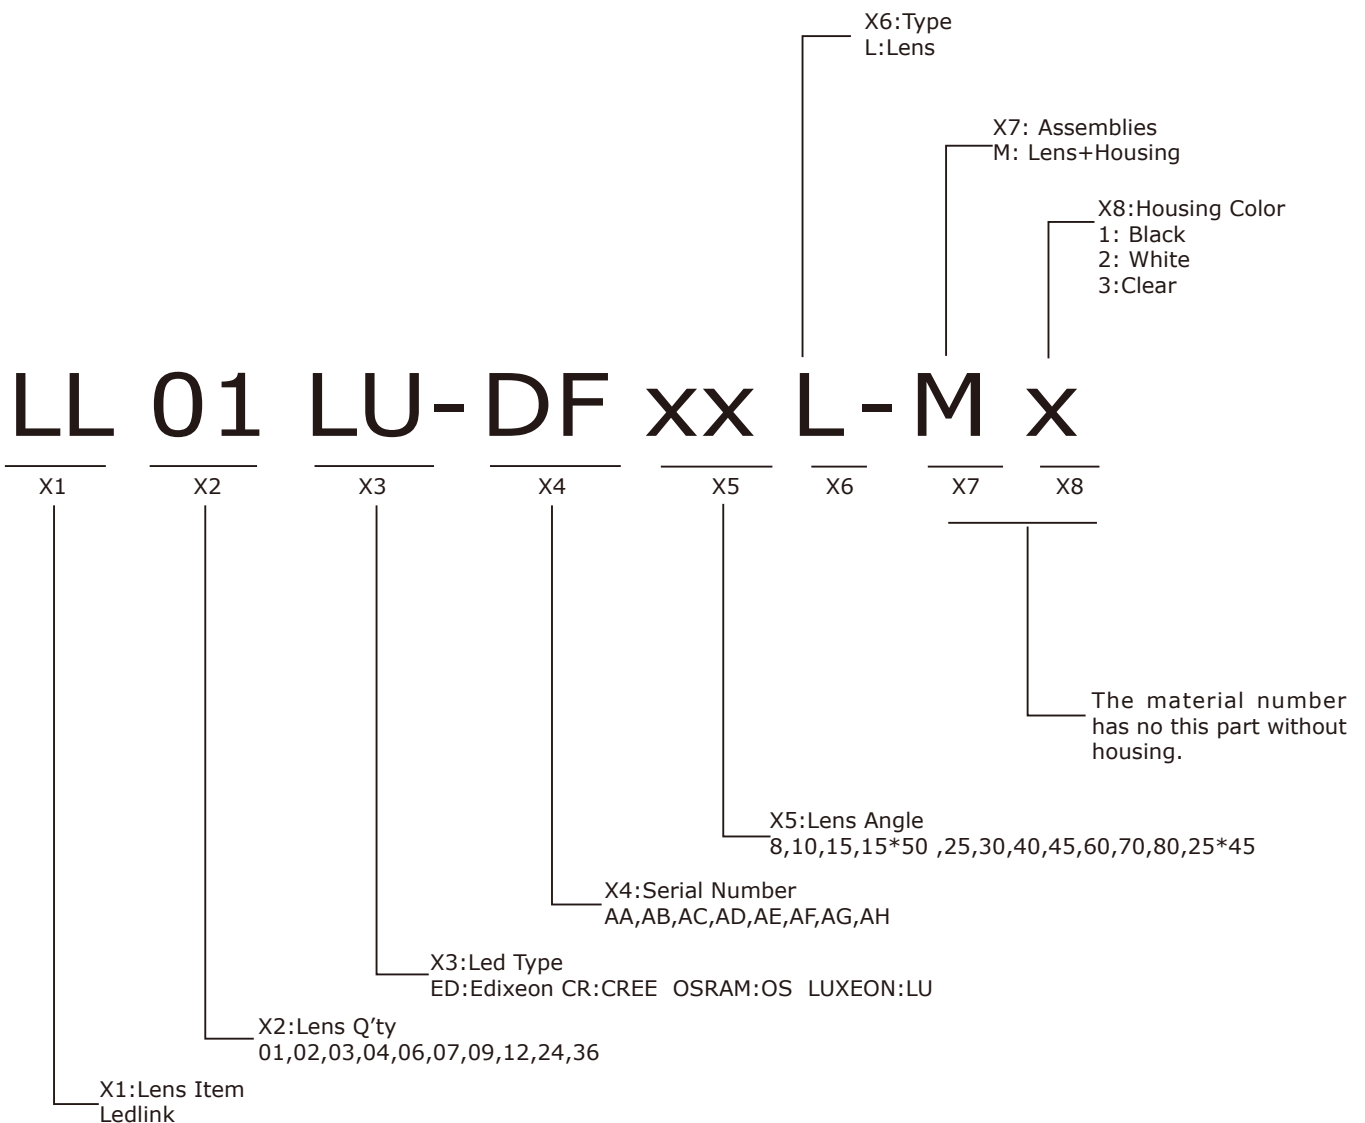 X6:Type
L:Lens
X7: Assemblies
M: Lens+Housing
X8:Housing Color
1: Black
2: White
3:Clear
LL 01 LU-DF xx L - M x
X1 X2 X3 X4 X5 X6 X7 X8
The material number
has no this part without
housing.
X5:Lens Angle
8,10,15,15*50 ,25,30,40,45,60,70,80,25*45
X4:Serial Number
AA,AB,AC,AD,AE,AF,AG,AH
X3:Led Type
ED:Edixeon CR:CREE OSRAM:OS LUXEON:LU
X2:Lens Q’ty
01,02,03,04,06,07,09,12,24,36
X1:Lens Item
Ledlink